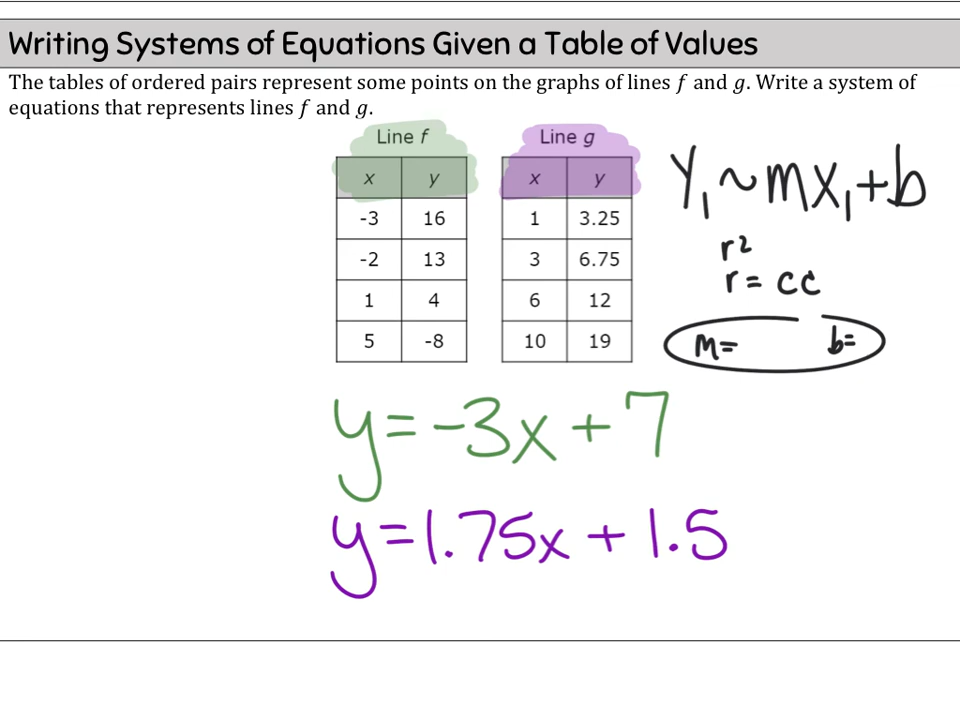 Writing Systems of Equations Given a Table of Values
The tables of ordered pairs represent some points on the graphs of lines f and g. Write a system of
equations that represents lines f and g.
Line f
x y
-3 16
-2 13
1 4
5 -8
Line g
x y
1 3.25
3 6.75
6 12
10 19
y₁~mx₁+b
r²
r = cc
m= b=
y=-3x+7
y=1.75x+1.5